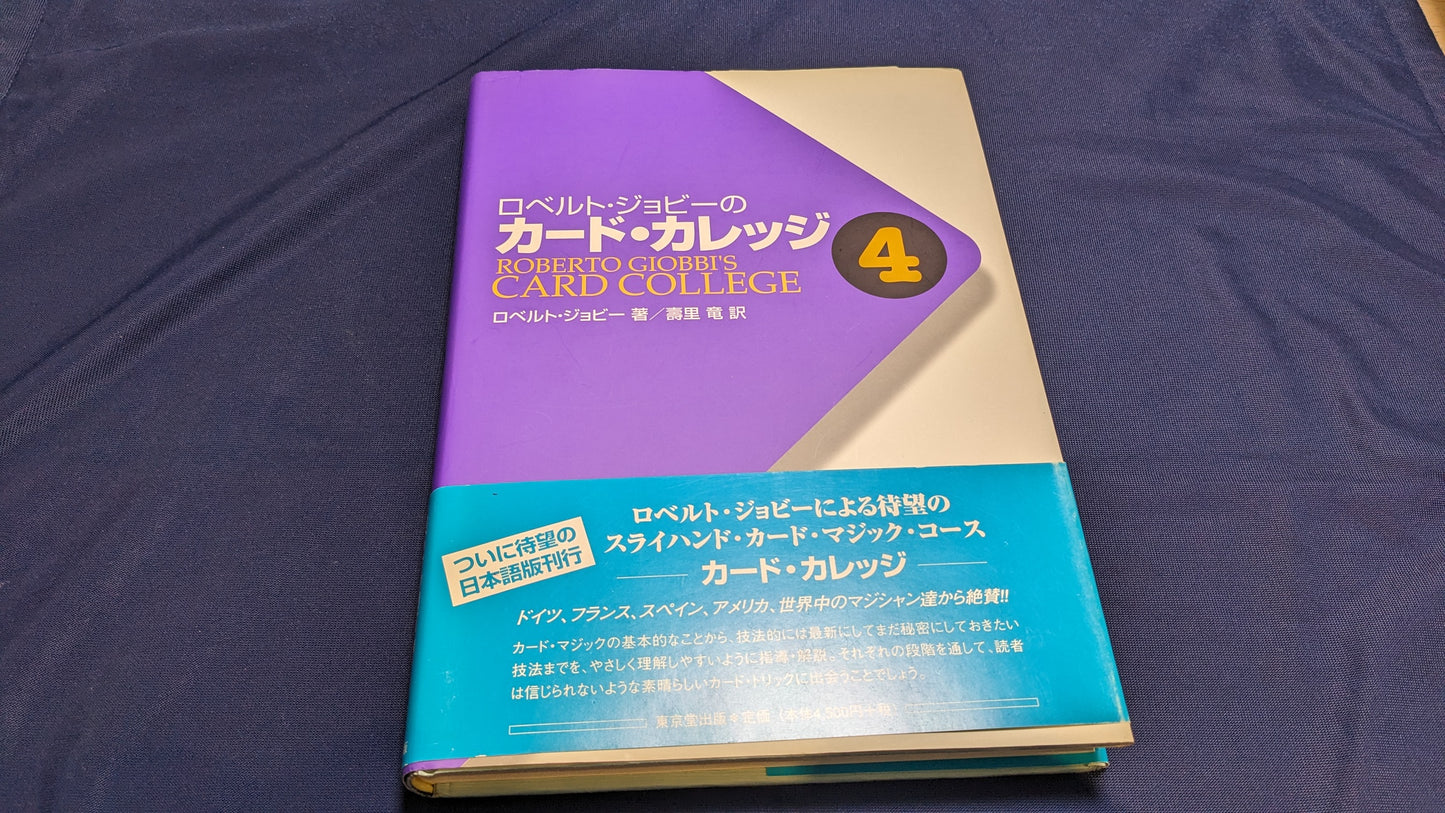 ロベルト・ジョビーの
カード・カレッジ
4
ROBERTO GIOBBI'S
CARD COLLEGE
ロベルト・ジョビー 著／壽里 竜 訳
ついに待望の
日本語版刊行
ロベルト・ジョビーによる待望の
スライハンド・カード・マジック・コース
カード・カレッジ
ドイツ、フランス、スペイン、アメリカ、世界中のマジシャン達から絶賛!!
カード・マジックの基本的なことから、技法的には最新にしてまだ秘密にしておきたい
技法までを、やさしく理解しやすいように指導・解説。それぞれの段階を通して、読者
は信じられないような素晴らしいカード・トリックに出会うことでしょう。
東京堂出版 定価（本体4,500円+税）